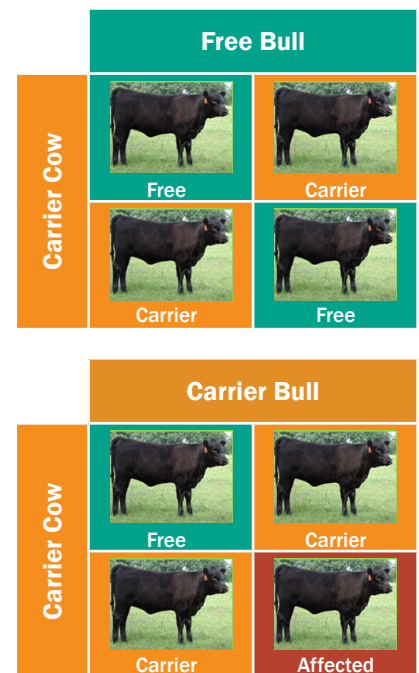 Free Bull
Carrier Cow
Free
Carrier
Carrier
Free
Carrier Bull
Carrier Cow
Free
Carrier
Carrier
Affected